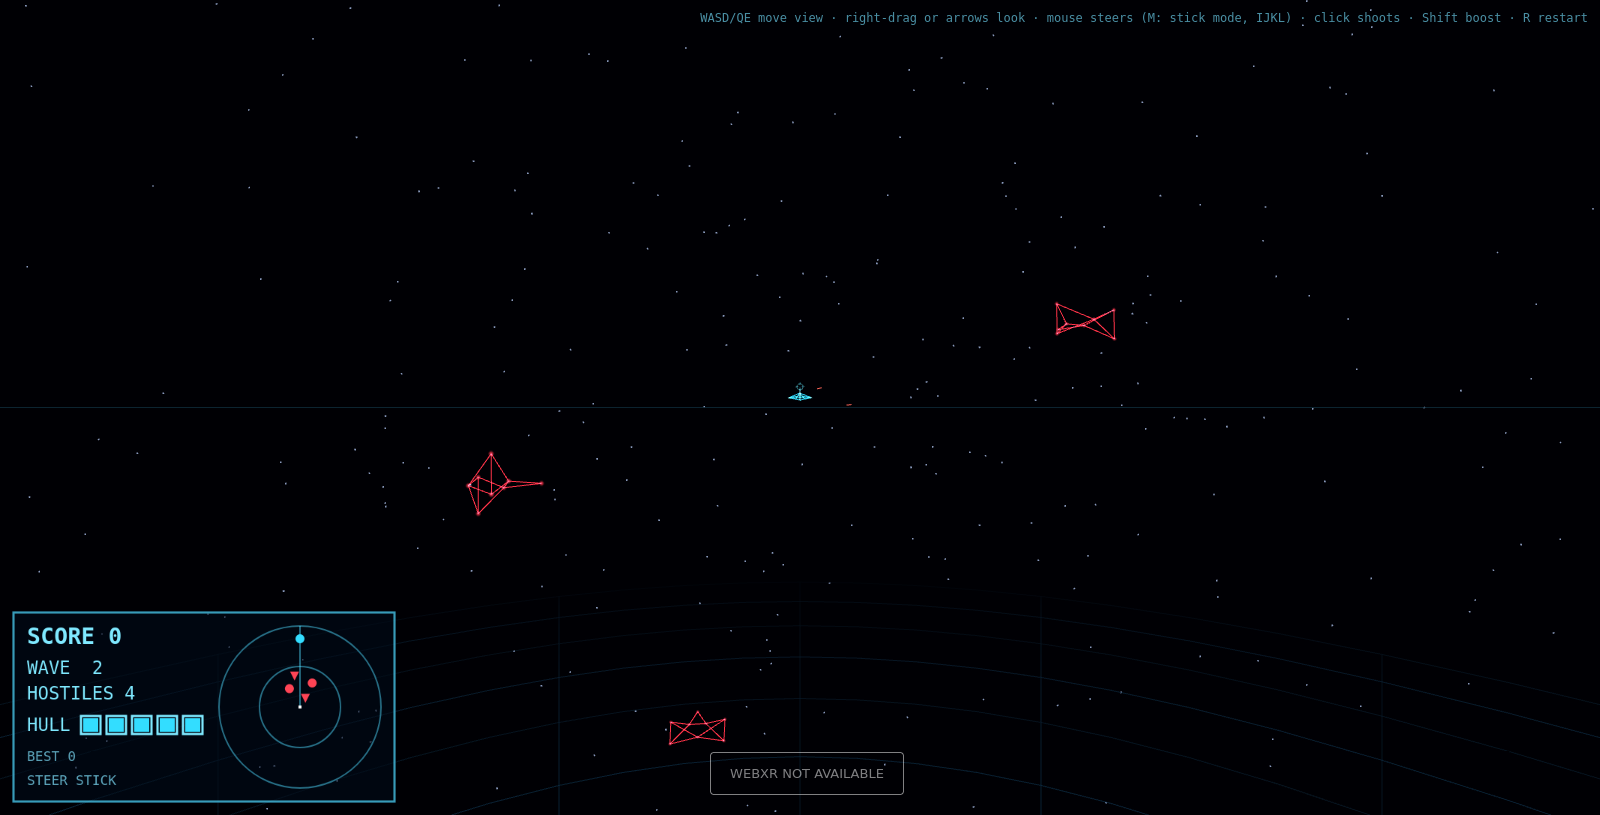 WASD/QE move view · right-drag or arrows look · mouse steers (M: stick mode, IJKL) · click shoots · Shift boost · R restart
SCORE 0
WAVE 2
HOSTILES 4
HULL
BEST 0
STEER STICK
WEBXR NOT AVAILABLE